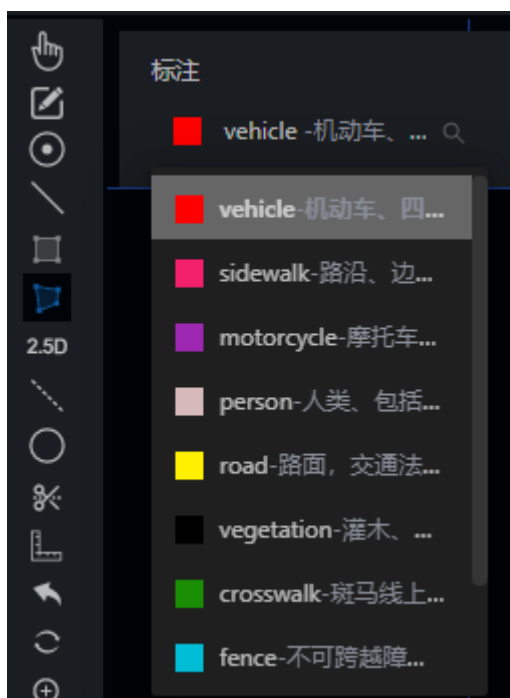 标注
vehicle -机动车、 ...
vehicle-机动车、四...
sidewalk-路沿、边...
motorcycle-摩托车...
2.5D
person-人类、包括...
road-路面，交通法...
vegetation-灌木、 ...
crosswalk-斑马线上...
fence-不可跨越障...